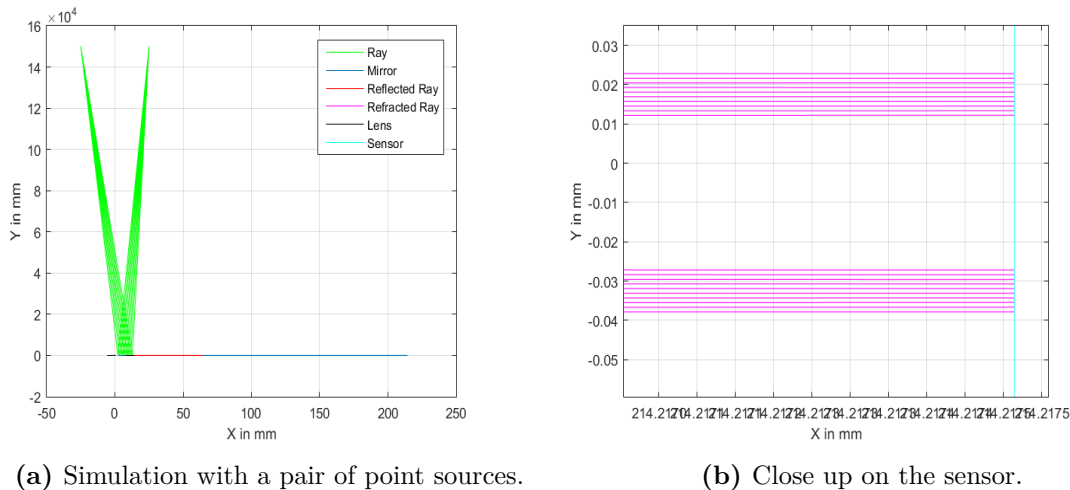 ×10⁴
16
14
12
10
8
6
4
2
0
-2
Y in mm
-50 0 50 100 150 200 250
X in mm
Ray
Mirror
Reflected Ray
Refracted Ray
Lens
Sensor
(a) Simulation with a pair of point sources.
0.03
0.02
0.01
0
-0.01
-0.02
-0.03
-0.04
-0.05
Y in mm
X in mm
(b) Close up on the sensor.